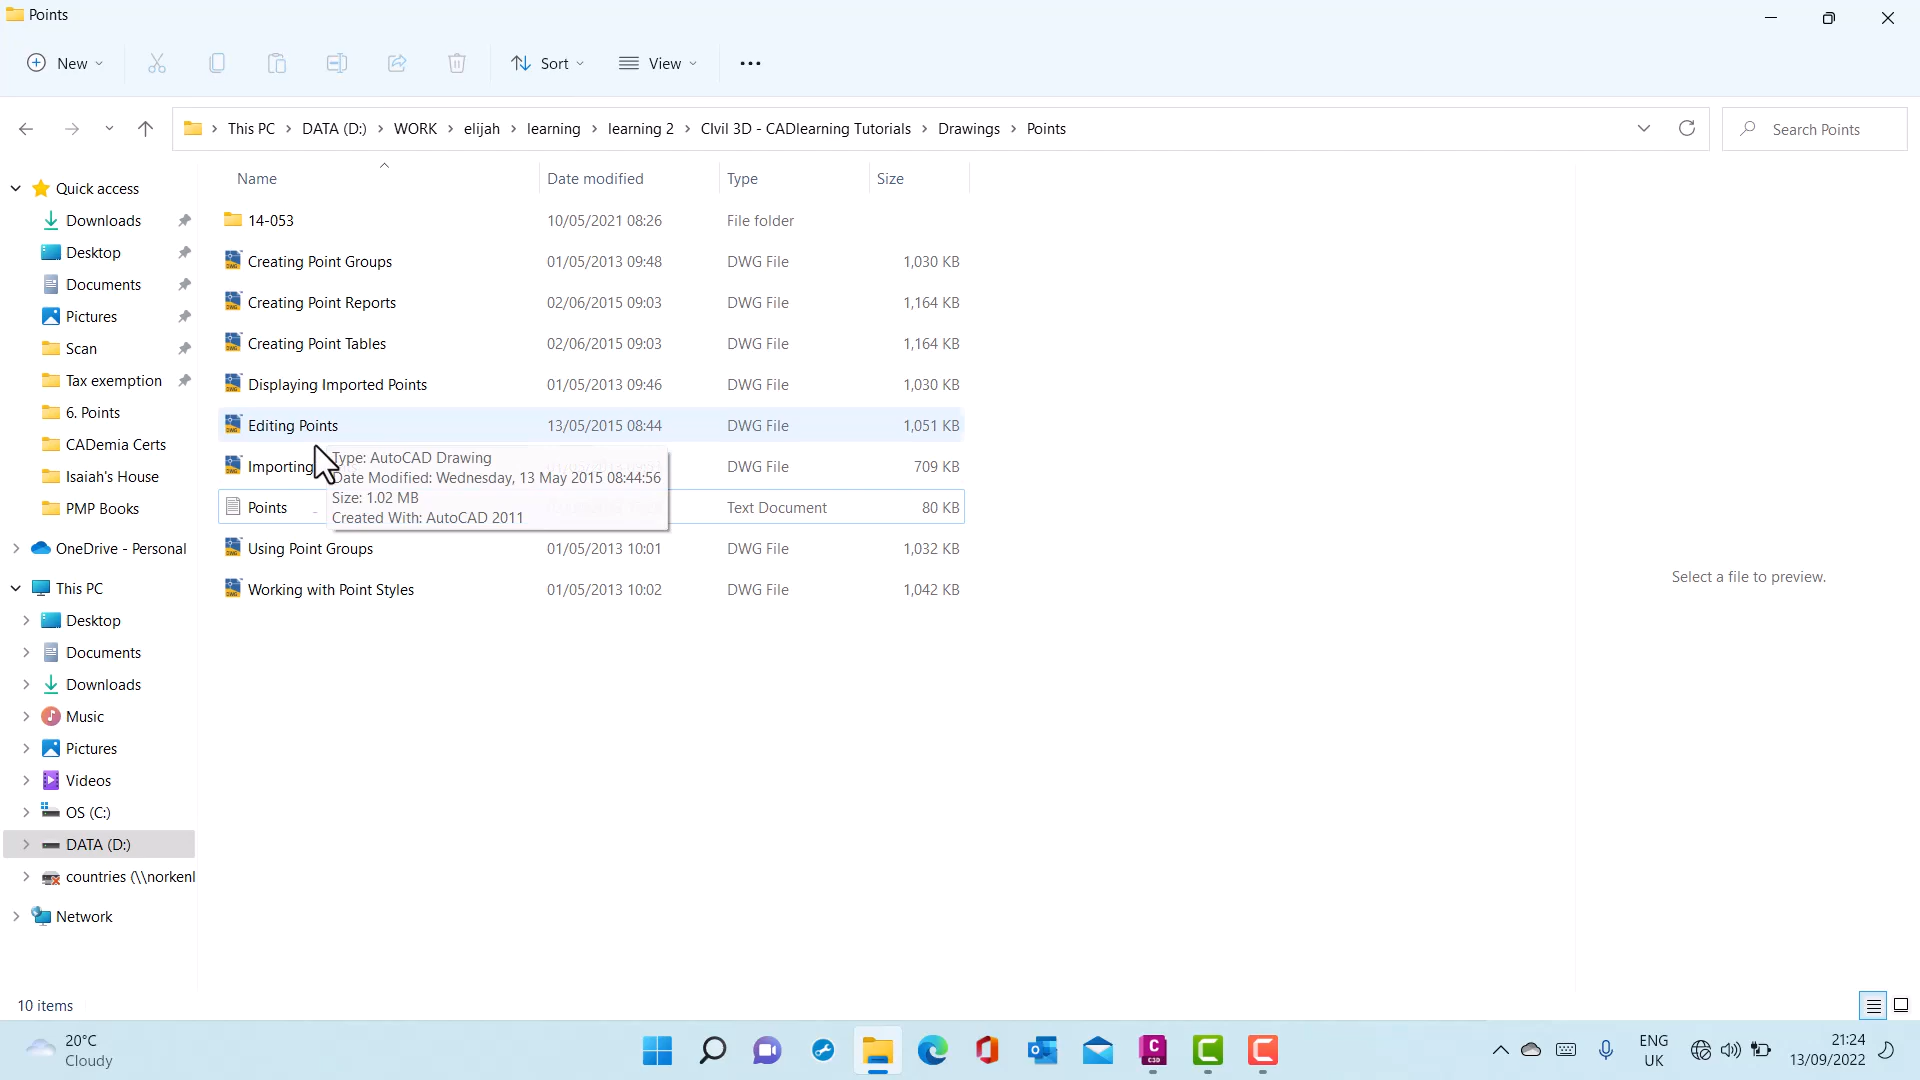 Points
New
Sort
View
This PC > DATA (D:) > WORK > elijah > learning > learning 2 > CIvil 3D - CADlearning Tutorials > Drawings > Points
Search Points
Name Date modified Type Size
14-053 10/05/2021 08:26 File folder
Creating Point Groups 01/05/2013 09:48 DWG File 1,030 KB
Creating Point Reports 02/06/2015 09:03 DWG File 1,164 KB
Creating Point Tables 02/06/2015 09:03 DWG File 1,164 KB
Displaying Imported Points 01/05/2013 09:46 DWG File 1,030 KB
Editing Points 13/05/2015 08:44 DWG File 1,051 KB
Importing DWG File 709 KB
Points Text Document 80 KB
Using Point Groups 01/05/2013 10:01 DWG File 1,032 KB
Working with Point Styles 01/05/2013 10:02 DWG File 1,042 KB
Type: AutoCAD Drawing
Date Modified: Wednesday, 13 May 2015 08:44:56
Size: 1.02 MB
Created With: AutoCAD 2011
Quick access
Downloads
Desktop
Documents
Pictures
Scan
Tax exemption
6. Points
CADemia Certs
Isaiah's House
PMP Books
OneDrive - Personal
This PC
Desktop
Documents
Downloads
Music
Pictures
Videos
OS (C:)
DATA (D:)
countries (\\norkenl
Network
Select a file to preview.
10 items
20°C
Cloudy
ENG
UK
21:24
13/09/2022